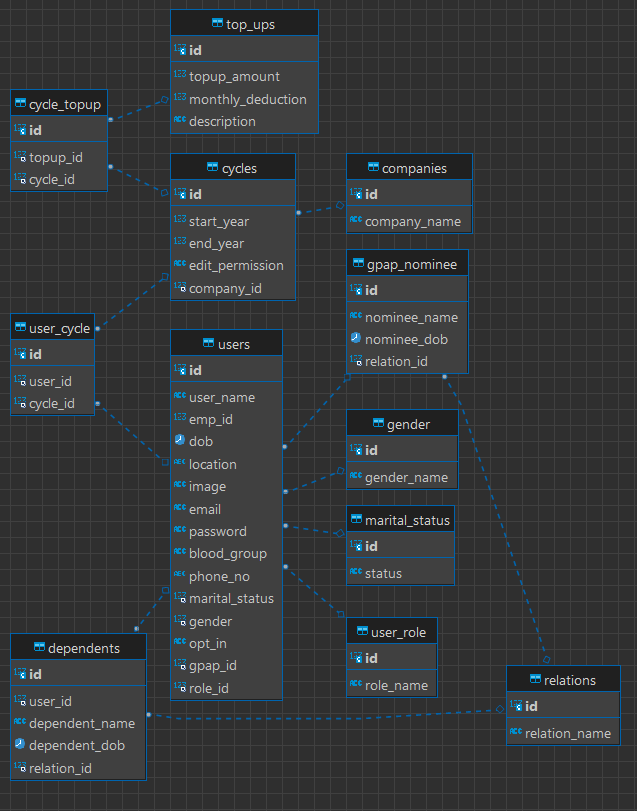 top_ups
id
topup_amount
monthly_deduction
description
cycle_topup
id
topup_id
cycle_id
cycles
id
start_year
end_year
edit_permission
company_id
companies
id
company_name
gpap_nominee
id
nominee_name
nominee_dob
relation_id
user_cycle
id
user_id
cycle_id
users
id
user_name
emp_id
dob
location
image
email
password
blood_group
phone_no
marital_status
gender
opt_in
gpap_id
role_id
gender
id
gender_name
marital_status
id
status
user_role
id
role_name
dependents
id
user_id
dependent_name
dependent_dob
relation_id
relations
id
relation_name